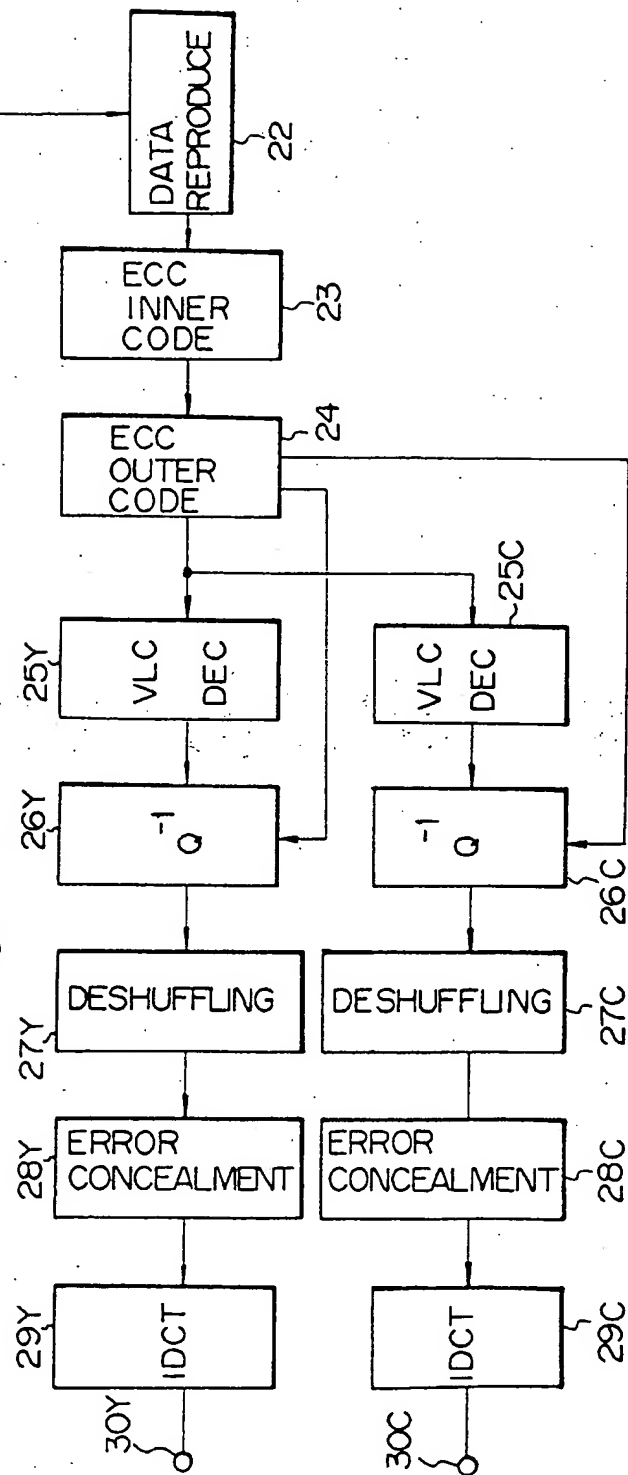 DATA
REPRODUCE
22
ECC
INNER
CODE
23
ECC
OUTER
CODE
24
25Y
VLC
DEC
25C
VLC
DEC
26Y
Q-1
26C
Q-1
27Y
DESHUFFLING
27C
DESHUFFLING
28Y
ERROR
CONCEALMENT
28C
ERROR
CONCEALMENT
29Y
IDCT
29C
IDCT
30Y
30C